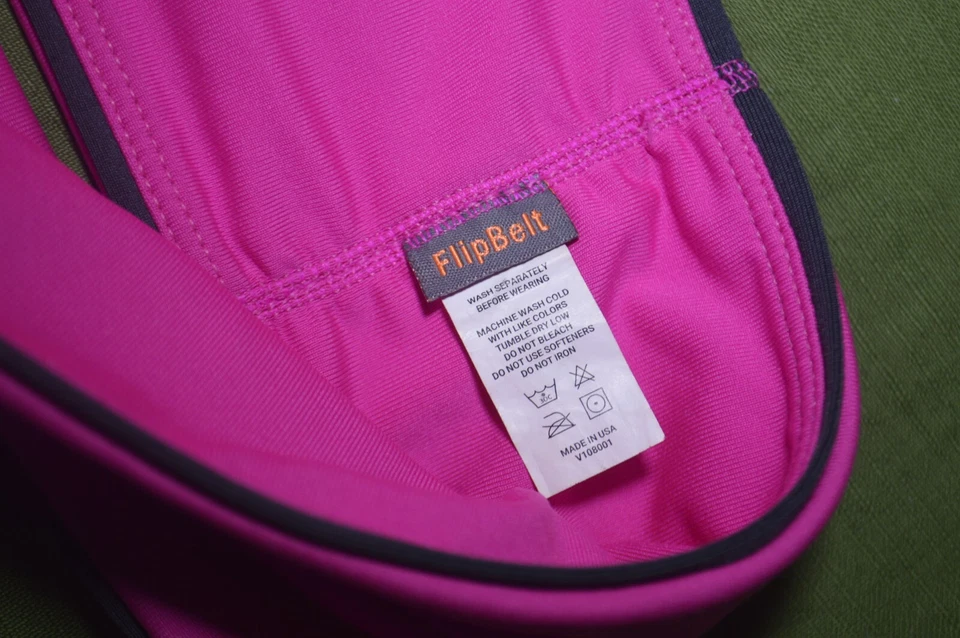 FlipBelt
WASH SEPARATELY
BEFORE WEARING
MACHINE WASH COLD
WITH LIKE COLORS
TUMBLE DRY LOW
DO NOT BLEACH
DO NOT USE SOFTENERS
DO NOT IRON
MADE IN USA
V108001